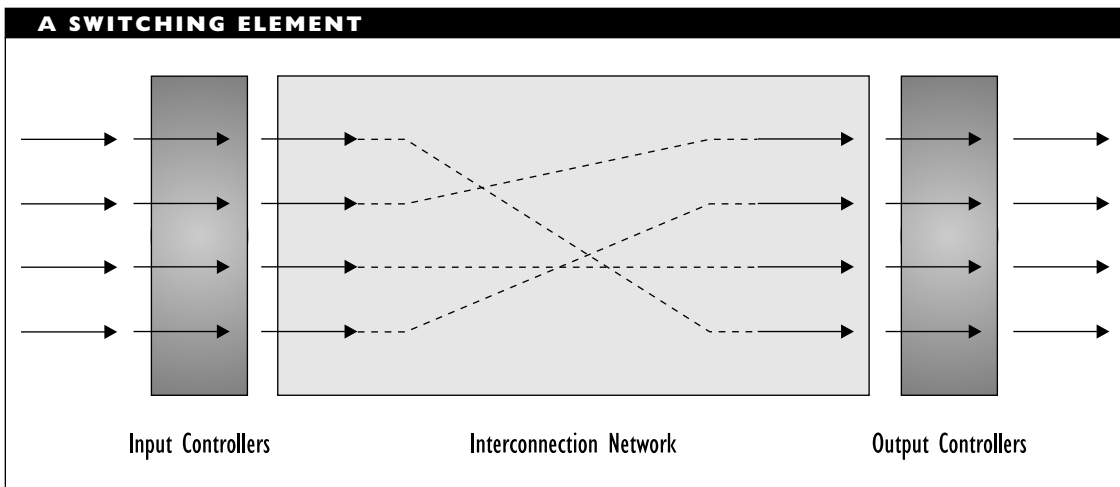 A SWITCHING ELEMENT
Input Controllers
Interconnection Network
Output Controllers